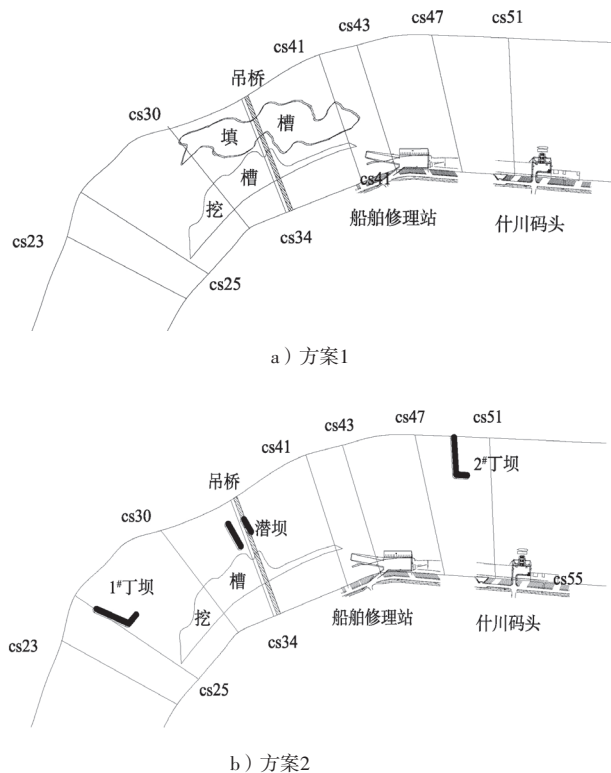 cs47
cs51
cs43
cs41
吊桥
cs30
填
槽
槽
挖
cs41
cs23
cs34
船舶修理站
什川码头
cs25
a）方案1
cs47
cs51
cs43
cs41
2#丁坝
吊桥
cs30
潜坝
槽
1#丁坝
挖
cs55
cs34
船舶修理站
什川码头
cs23
cs25
b）方案2